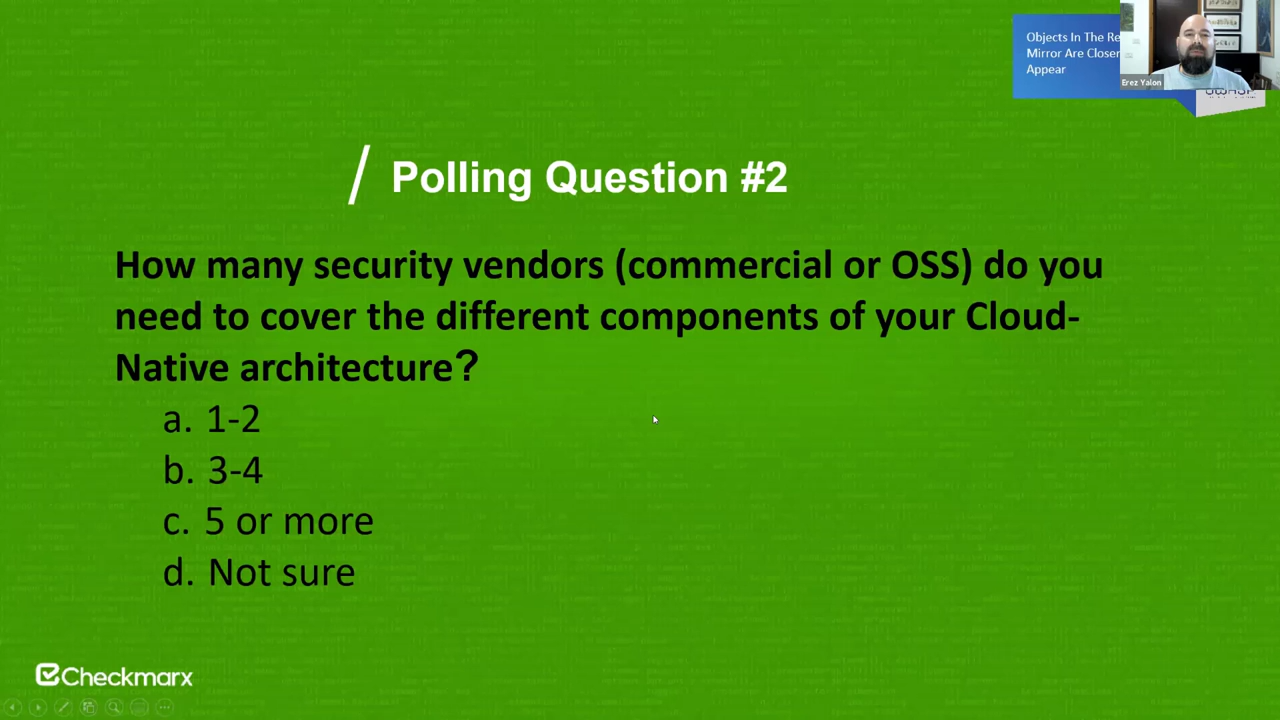 Objects In The Re
Mirror Are Closer
Appear
Erez Yalon
/ Polling Question #2
How many security vendors (commercial or OSS) do you
need to cover the different components of your Cloud-
Native architecture?
a. 1-2
b. 3-4
c. 5 or more
d. Not sure
Checkmarx